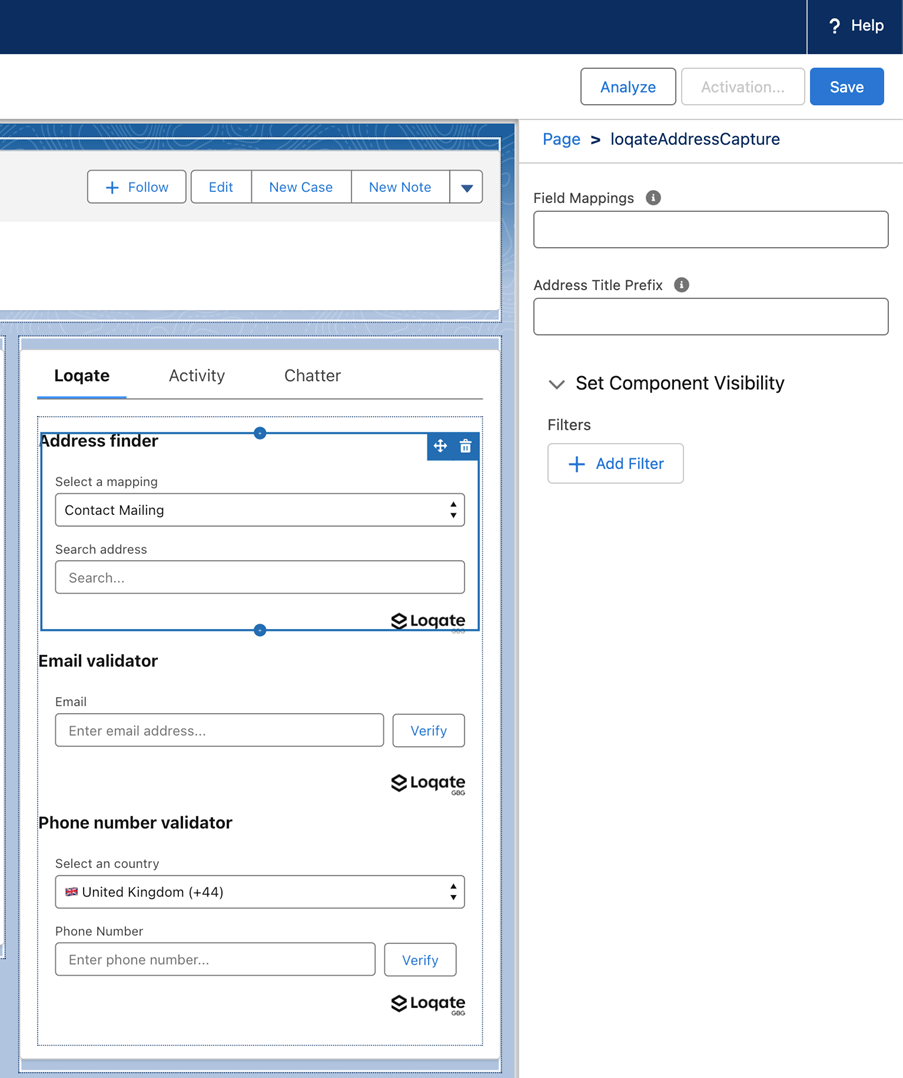 ? Help
Analyze
Activation...
Save
Page > loqateAddressCapture
Field Mappings
Address Title Prefix
Set Component Visibility
Filters
+ Add Filter
+ Follow
Edit
New Case
New Note
Loqate
Activity
Chatter
Address finder
Select a mapping
Contact Mailing
Search address
Search...
Loqate
GBG
Email validator
Email
Enter email address...
Verify
Loqate
GBG
Phone number validator
Select an country
United Kingdom (+44)
Phone Number
Enter phone number...
Verify
Loqate
GBG